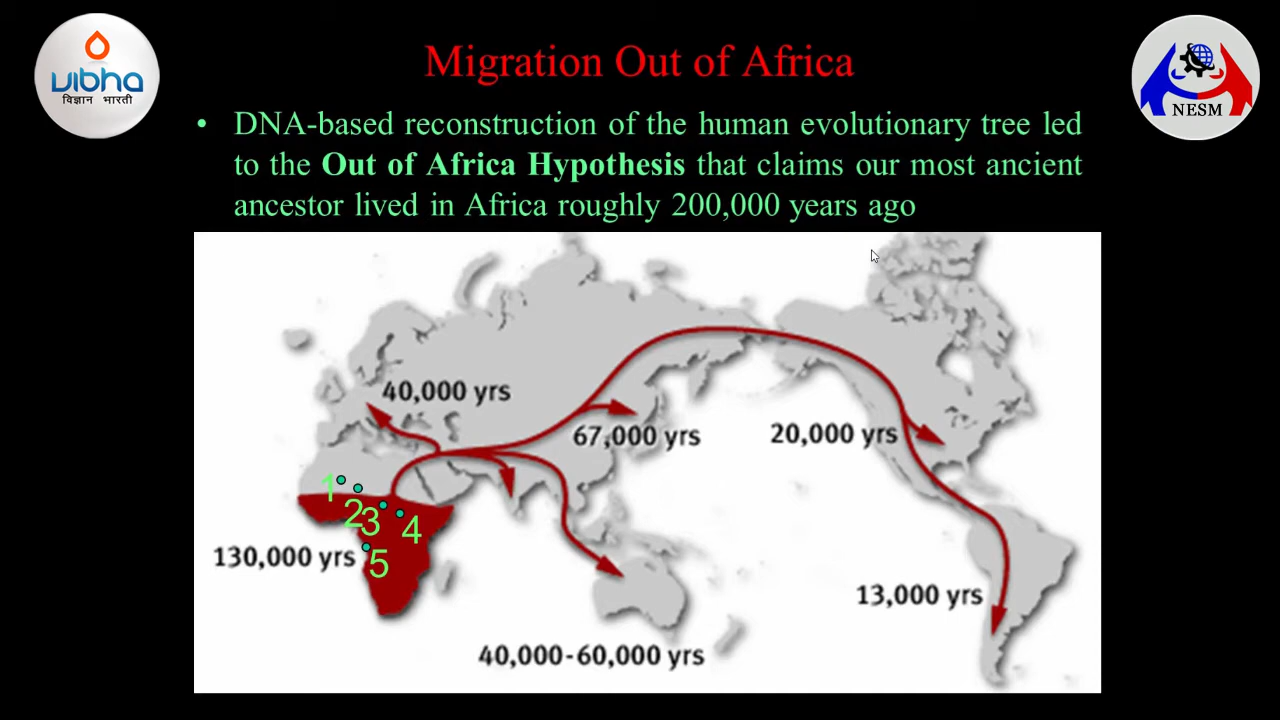 vibha
विज्ञान भारती
NESM
Migration Out of Africa
• DNA-based reconstruction of the human evolutionary tree led
to the Out of Africa Hypothesis that claims our most ancient
ancestor lived in Africa roughly 200,000 years ago
40,000 yrs
67,000 yrs
20,000 yrs
1
2
3
4
130,000 yrs
5
13,000 yrs
40,000-60,000 yrs